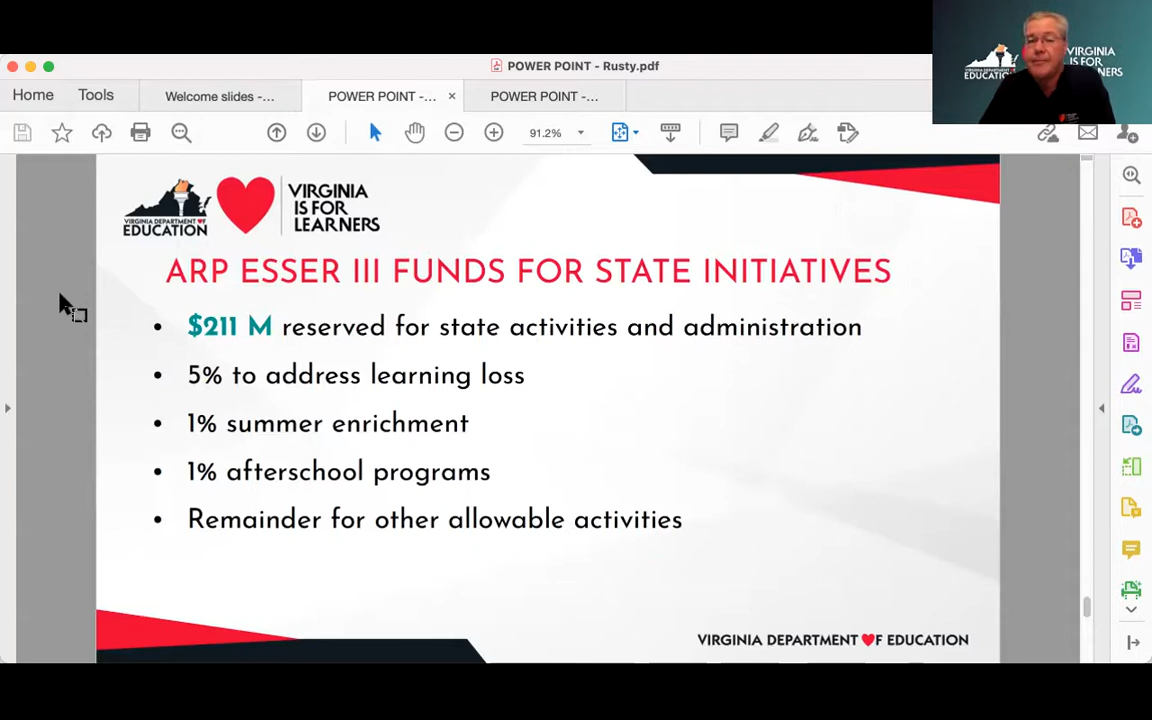 POWER POINT - Rusty.pdf
Home
Tools
Welcome slides -...
POWER POINT -...
POWER POINT -...
91.2%
VIRGINIA DEPARTMENT OF
EDUCATION
VIRGINIA
IS FOR
LEARNERS
VIRGINIA
IS FOR
LEARNERS
VIRGINIA DEPARTMENT
EDUCATION
ARP ESSER III FUNDS FOR STATE INITIATIVES
• $211 M reserved for state activities and administration
• 5% to address learning loss
• 1% summer enrichment
• 1% afterschool programs
• Remainder for other allowable activities
VIRGINIA DEPARTMENT OF EDUCATION